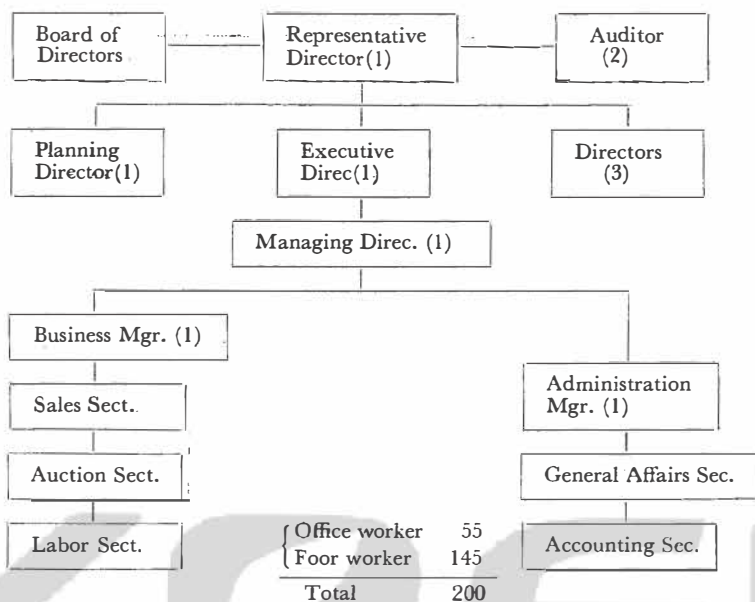 Board of
Directors
Representative
Director(1)
Auditor
(2)
Planning
Director(1)
Executive
Direc(1)
Directors
(3)
Managing Direc. (1)
Business Mgr. (1)
Administration
Mgr. (1)
Sales Sect.
Auction Sect.
General Affairs Sec.
Labor Sect.
Accounting Sec.
Office worker 55
Foor worker 145
Total 200